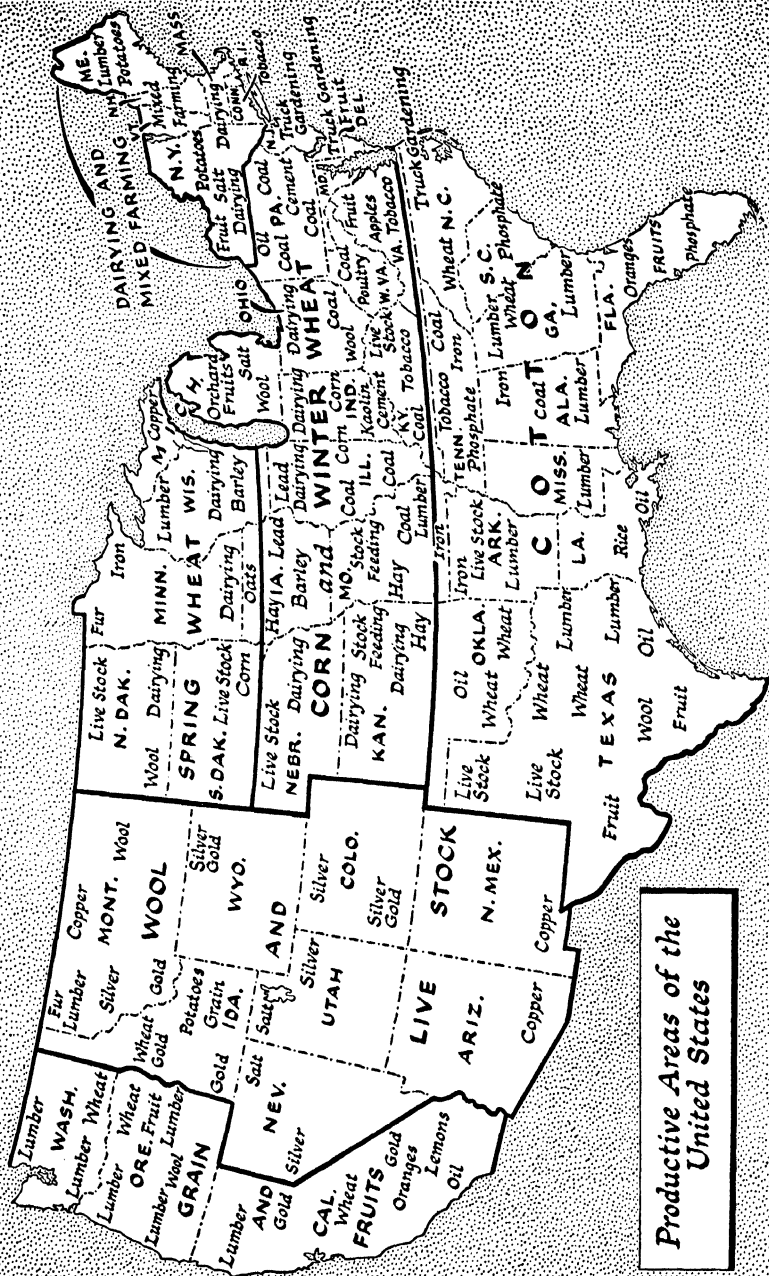 Productive Areas of the
United States
Lumber
WASH.
Lumber Wheat
Lumber Wheat
ORE. Fruit
Lumber Wool Lumber
GRAIN
Lumber
AND
Gold
CAL.
Wheat
FRUITS
Gold
Oranges
Lemons
Oil
Salt
NEV.
Silver
Fur
Lumber
Copper
MONT. Wool
Silver
Gold
WOOL
Wheat
Gold
Potatoes
Grain
IDA.
Gold
Silver
Gold
WYO.
AND
Salt
Silver
UTAH
Silver
COLO.
Silver
Gold
LIVE
STOCK
ARIZ.
Copper
N. MEX.
Copper
Live Stock
N. DAK.
Wool Dairying
SPRING
WHEAT
S. DAK. Live Stock
Corn
Fur
Iron
MINN.
Dairying
Oats
Lumber
WIS.
Dairying
Barley
Copper
MICH.
Orchard
Fruits
Salt
Wool
Live Stock
NEBR. Dairying
CORN
and
WINTER
WHEAT
Dairying Stock
Feeding
KAN.
Dairying
Hay
Hay IA. Lead
Barley
MO. Stock
Feeding
Hay
Coal
Lumber
Iron
Lead
Dairying
Coal
ILL.
Coal
Dairying
Corn
Corn
IND.
Kaolin
Cement
KY.
Coal
Tobacco
OHIO
Dairying
Coal
Wool
Live
Stock
W. VA.
Coal
Poultry
Fruit
Apples
VA. Tobacco
Oil
Coal
Coal PA.
Cement
Coal
MD.
DAIRYING AND
MIXED FARMING
ME.
Lumber
Potatoes
N.H.
VT.
Mixed
Farming
MASS.
Dairying
CONN.
R.I.
Tobacco
N.Y.
Potatoes
Fruit Salt
Dairying
N.J.
Truck
Gardening
Truck Gardening
Fruit
DEL.
Truck Gardening
Wheat N.C.
Tobacco Coal
TENN
Iron
Phosphate
Lumber S.C.
Wheat
Phosphate
COTTON
Iron
Coal
ALA.
Lumber
GA.
Lumber
FLA.
Oranges
FRUITS
Phosphate
MISS.
Lumber
Iron
Live Stock
ARK.
Lumber
LA.
Rice
Oil
Oil
OKLA.
Wheat
Wheat
Live
Stock
Live
Stock
Wheat
Lumber
Wheat
Lumber
Fruit
TEXAS
Wool
Oil
Fruit